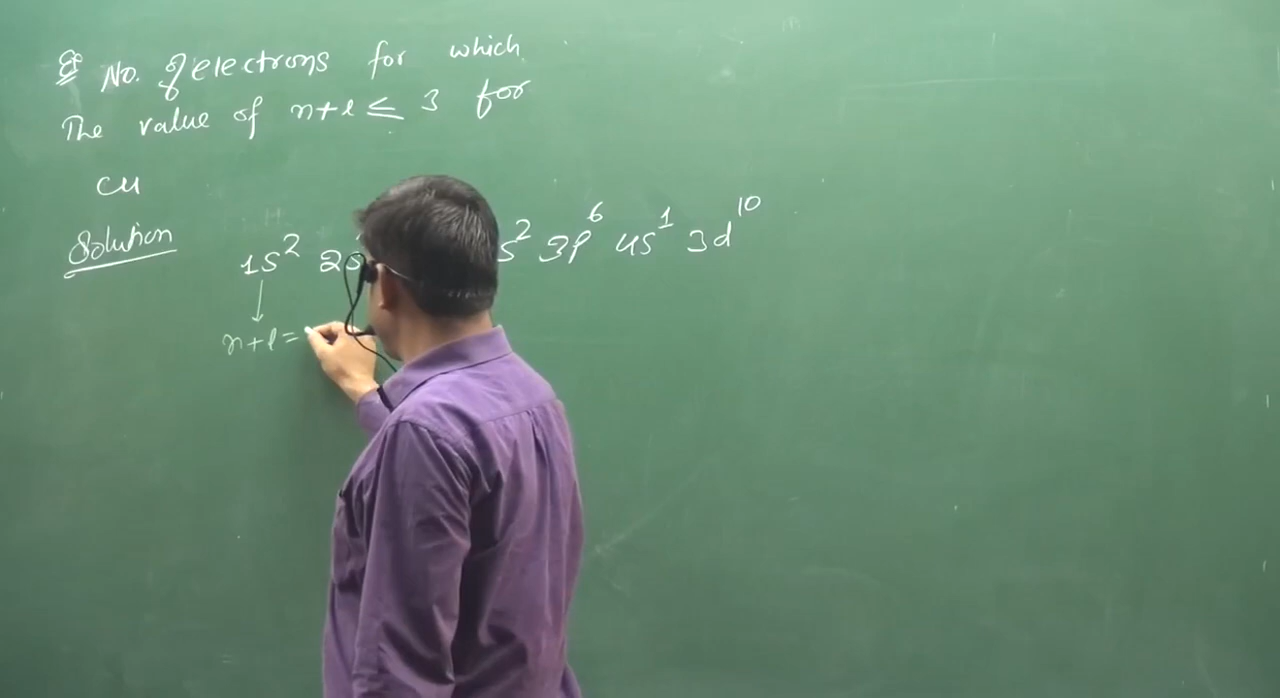 Q No. of electrons for which
The value of n+l ≤ 3 for
Cu
Solution
1s² 2s s² 3p⁶ 4s¹ 3d¹⁰
↓
n+l =